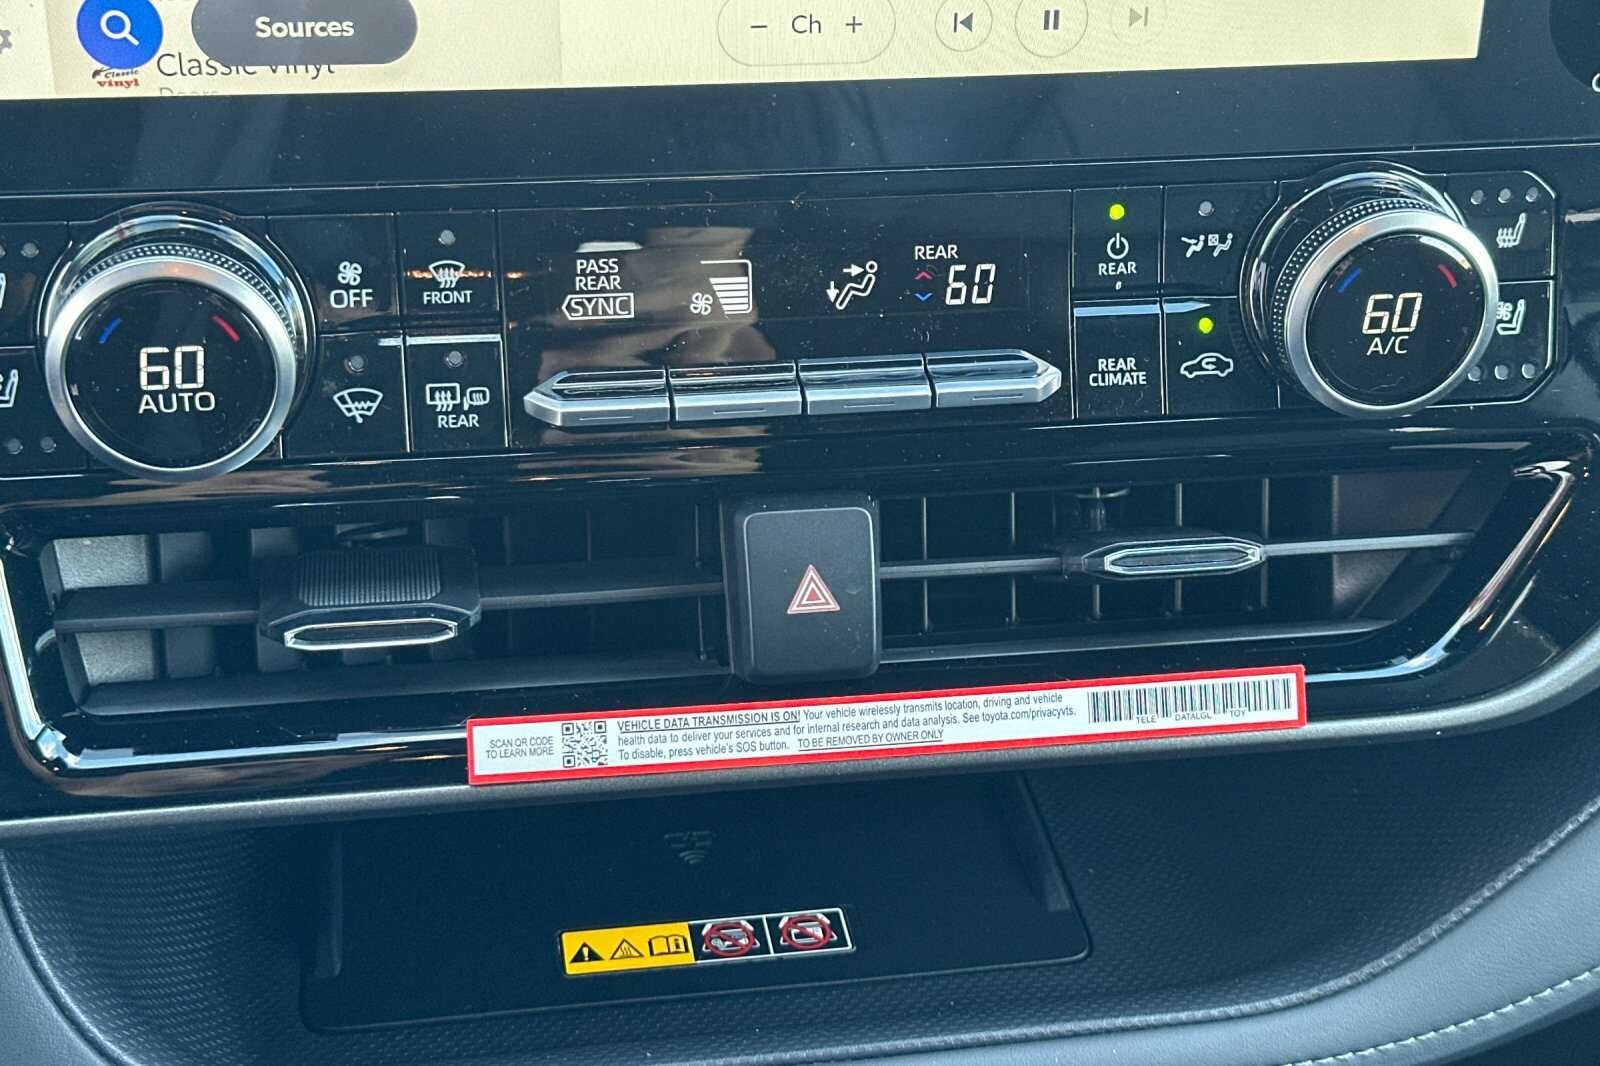 Sources
− Ch +
Classic Vinyl
Classic
vinyl
Doors
60
AUTO
OFF
FRONT
REAR
PASS
REAR
SYNC
REAR
60
REAR
REAR
CLIMATE
60
A/C
SCAN QR CODE
TO LEARN MORE
VEHICLE DATA TRANSMISSION IS ON! Your vehicle wirelessly transmits location, driving and vehicle
health data to deliver your services and for internal research and data analysis. See toyota.com/privacyvts.
To disable, press vehicle's SOS button. TO BE REMOVED BY OWNER ONLY
TELE DATALGL TOY